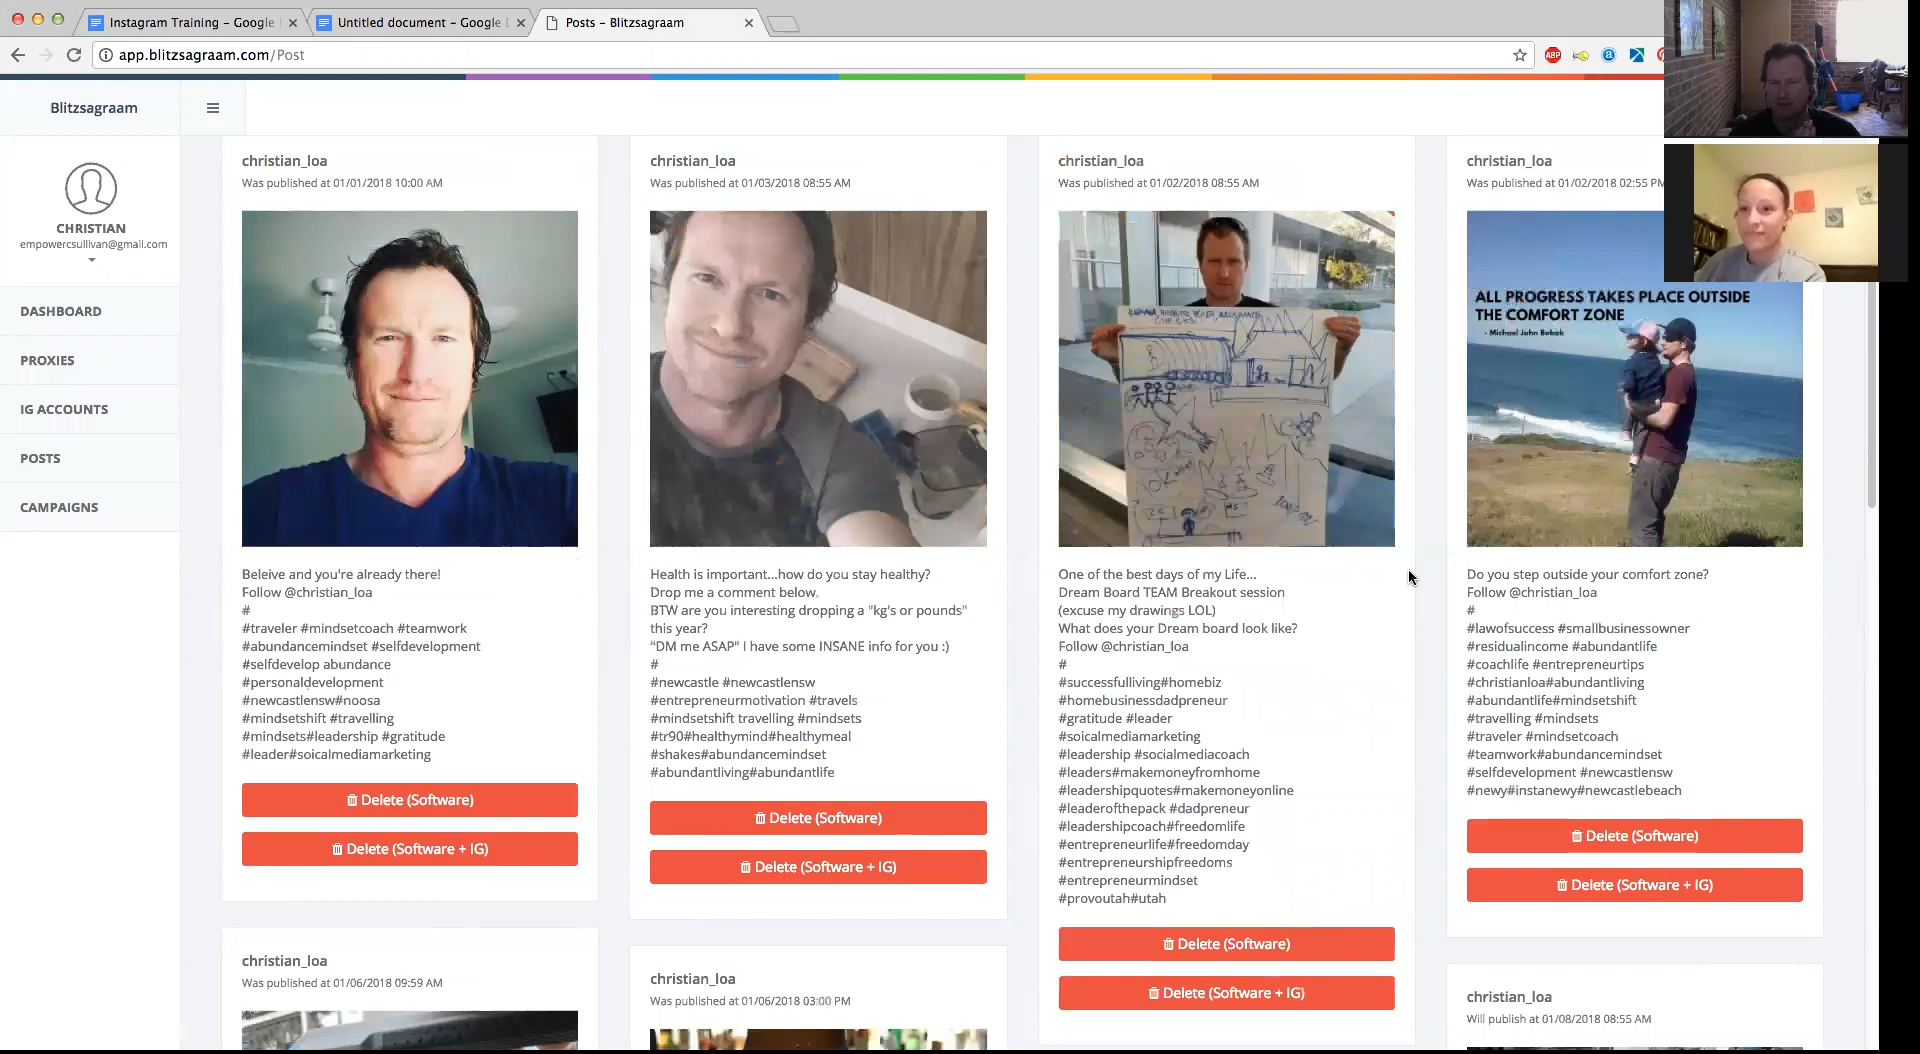 Instagram Training – Google
Untitled document – Google
Posts – Blitzsagraam
app.blitzsagraam.com/Post
ABP
Blitzsagraam
CHRISTIAN
empowercsullivan@gmail.com
DASHBOARD
PROXIES
IG ACCOUNTS
POSTS
CAMPAIGNS
christian_loa
Was published at 01/01/2018 10:00 AM
Beleive and you're already there!
Follow @christian_loa
#
#traveler #mindsetcoach #teamwork
#abundancemindset #selfdevelopment
#selfdevelop abundance
#personaldevelopment
#newcastlensw#noosa
#mindsetshift #travelling
#mindsets#leadership #gratitude
#leader#soicalmediamarketing
Delete (Software)
Delete (Software + IG)
christian_loa
Was published at 01/03/2018 08:55 AM
Health is important...how do you stay healthy?
Drop me a comment below.
BTW are you interesting dropping a "kg's or pounds"
this year?
"DM me ASAP" I have some INSANE info for you :)
#
#newcastle #newcastlensw
#entrepreneurmotivation #travels
#mindsetshift travelling #mindsets
#tr90#healthymind#healthymeal
#shakes#abundancemindset
#abundantliving#abundantlife
Delete (Software)
Delete (Software + IG)
christian_loa
Was published at 01/02/2018 08:55 AM
One of the best days of my Life...
Dream Board TEAM Breakout session
(excuse my drawings LOL)
What does your Dream board look like?
Follow @christian_loa
#
#successfulliving#homebiz
#homebusinessdadpreneur
#gratitude #leader
#soicalmediamarketing
#leadership #socialmediacoach
#leaders#makemoneyfromhome
#leadershipquotes#makemoneyonline
#leaderofthepack #dadpreneur
#leadershipcoach#freedomlife
#entrepreneurlife#freedomday
#entrepreneurshipfreedoms
#entrepreneurmindset
#provoutah#utah
Delete (Software)
Delete (Software + IG)
christian_loa
Was published at 01/02/2018 02:55 PM
ALL PROGRESS TAKES PLACE OUTSIDE
THE COMFORT ZONE
- Michael John Bobak
Do you step outside your comfort zone?
Follow @christian_loa
#
#lawofsuccess #smallbusinessowner
#residualincome #abundantlife
#coachlife #entrepreneurtips
#christianloa#abundantliving
#abundantlife#mindsetshift
#travelling #mindsets
#traveler #mindsetcoach
#teamwork#abundancemindset
#selfdevelopment #newcastlensw
#newy#instanewy#newcastlebeach
Delete (Software)
Delete (Software + IG)
christian_loa
Was published at 01/06/2018 09:59 AM
christian_loa
Was published at 01/06/2018 03:00 PM
christian_loa
Will publish at 01/08/2018 08:55 AM